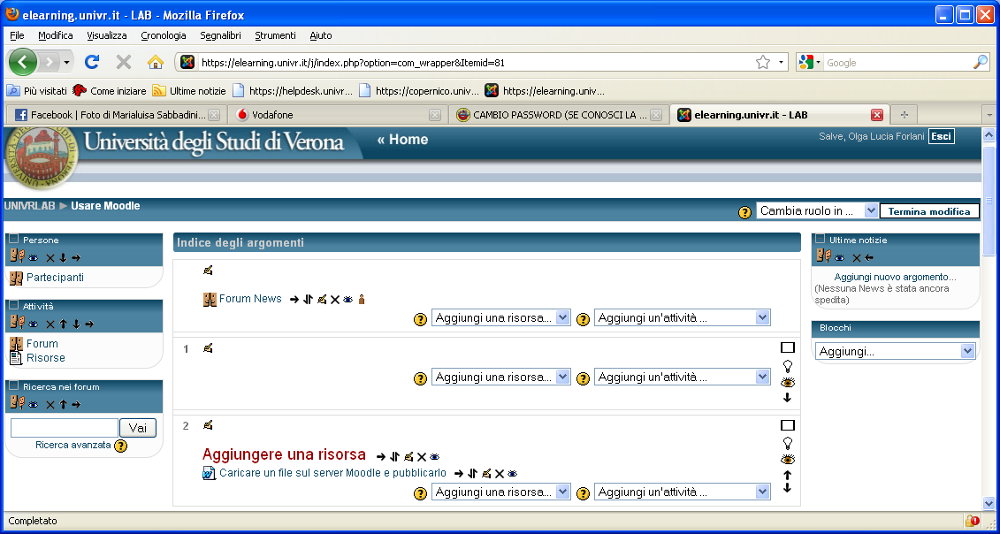 elearning.univr.it - LAB - Mozilla Firefox
File Modifica Visualizza Cronologia Segnalibri Strumenti Aiuto
https://elearning.univr.it/j/index.php?option=com_wrapper&Itemid=81
Google
Più visitati Come iniziare Ultime notizie https://helpdesk.univr... https://copernico.univ... https://elearning.univ...
Facebook | Foto di Marialuisa Sabbadini... Vodafone CAMBIO PASSWORD (SE CONOSCI LA ... elearning.univr.it - LAB
Università degli Studi di Verona
« Home
Salve, Olga Lucia Forlani Esci
UNIVRLAB ► Usare Moodle
Cambia ruolo in ... Termina modifica
Persone
Partecipanti
Attività
Forum
Risorse
Ricerca nei forum
Vai
Ricerca avanzata
Indice degli argomenti
Forum News
Aggiungi una risorsa... Aggiungi un'attività ...
1
Aggiungi una risorsa... Aggiungi un'attività ...
2
Aggiungere una risorsa
Caricare un file sul server Moodle e pubblicarlo
Aggiungi una risorsa... Aggiungi un'attività ...
Ultime notizie
Aggiungi nuovo argomento...
(Nessuna News è stata ancora
spedita)
Blocchi
Aggiungi...
Completato